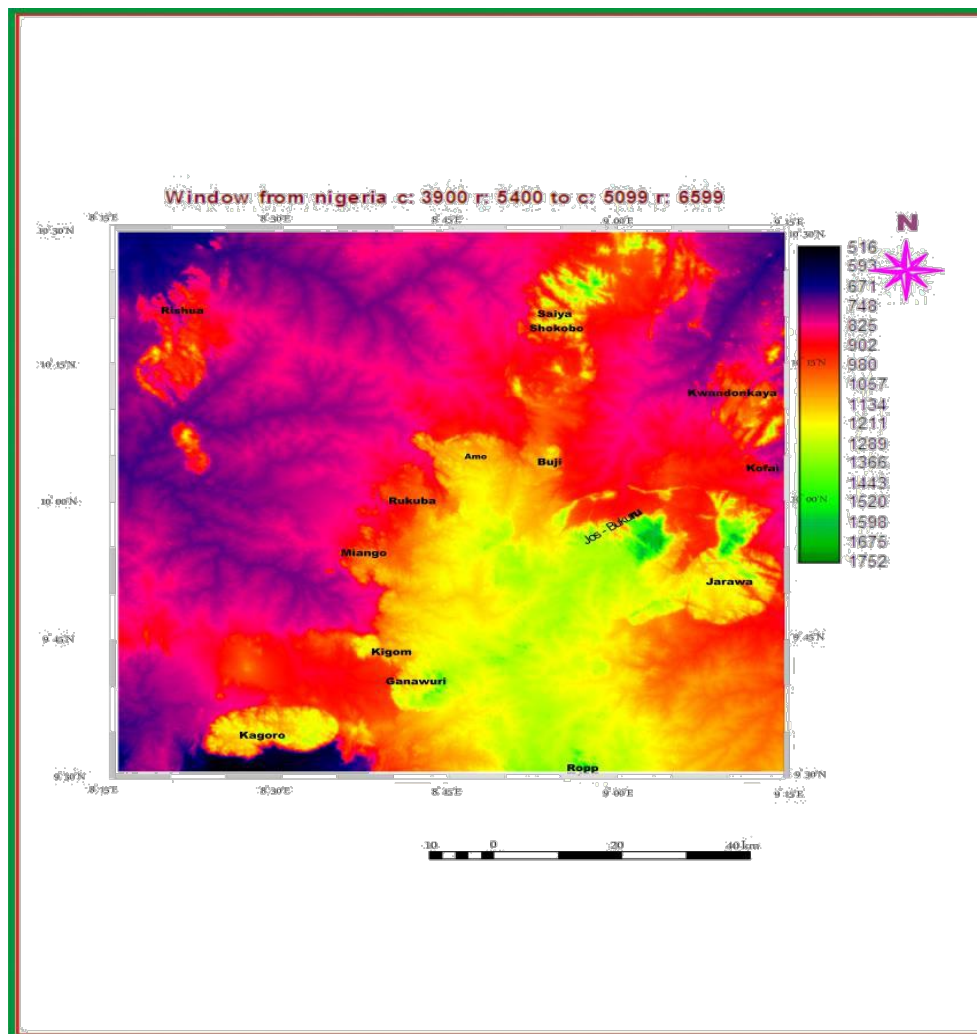 Window from nigeria c: 3900 r: 5400 to c: 5099 r: 6599
N
8°15'E
8°30'E
8°45'E
9°00'E
9°15'E
10°30'N
10°30'N
516
593
671
748
825
902
980
1057
1134
1211
1289
1366
1443
1520
1598
1675
1752
Rishua
Saiya
Shokobo
10°15'N
10°15'N
Kwandonkaya
Amo
Buji
Kofai
Rukuba
10°00'N
10°00'N
Jos - Bukuru
Miango
Jarawa
9°45'N
9°45'N
Kigom
Ganawuri
Kagoro
Ropp
9°30'N
9°30'N
8°15'E
8°30'E
8°45'E
9°00'E
9°15'E
10 0 20 40 km